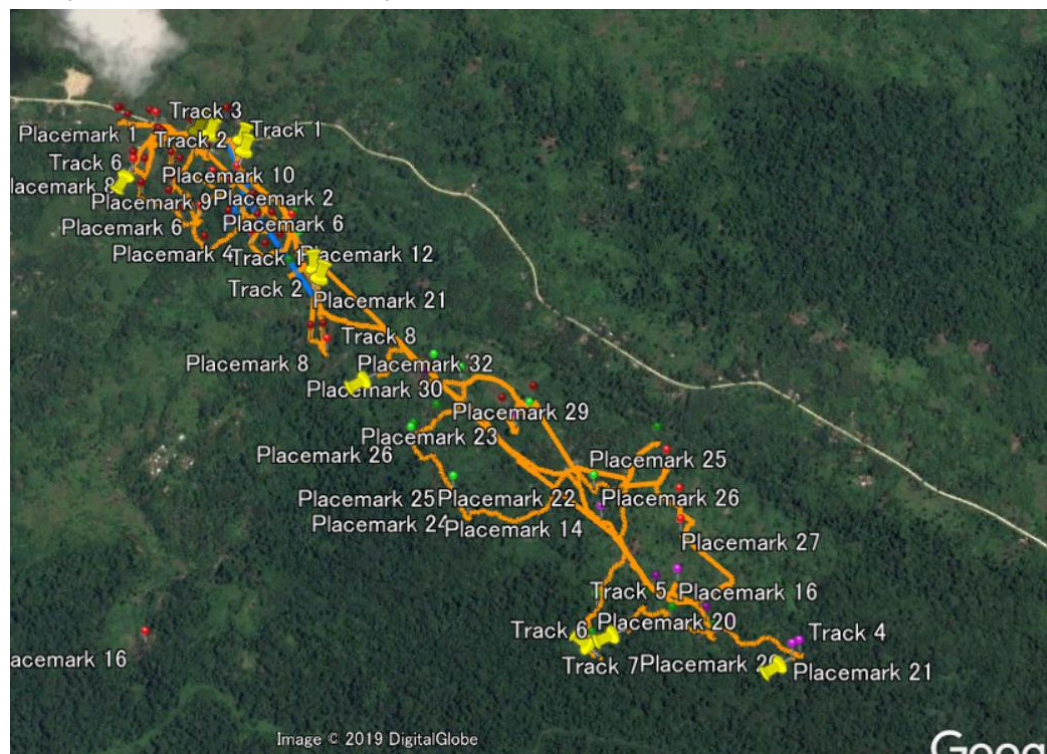 Track 3
Placemark 1
Track 2
Track 1
Track 6
Placemark 10
lacemark 8
Placemark 9
Placemark 2
Placemark 6
Placemark 6
Placemark 4
Track 1
Placemark 12
Track 2
Placemark 21
Track 8
Placemark 8
Placemark 32
Placemark 30
Placemark 29
Placemark 23
Placemark 26
Placemark 25
Placemark 25
Placemark 22
Placemark 26
Placemark 24
Placemark 14
Placemark 27
Track 5
Placemark 16
Placemark 20
Track 6
Track 4
acemark 16
Track 7
Placemark 21
Image © 2019 DigitalGlobe
Goog